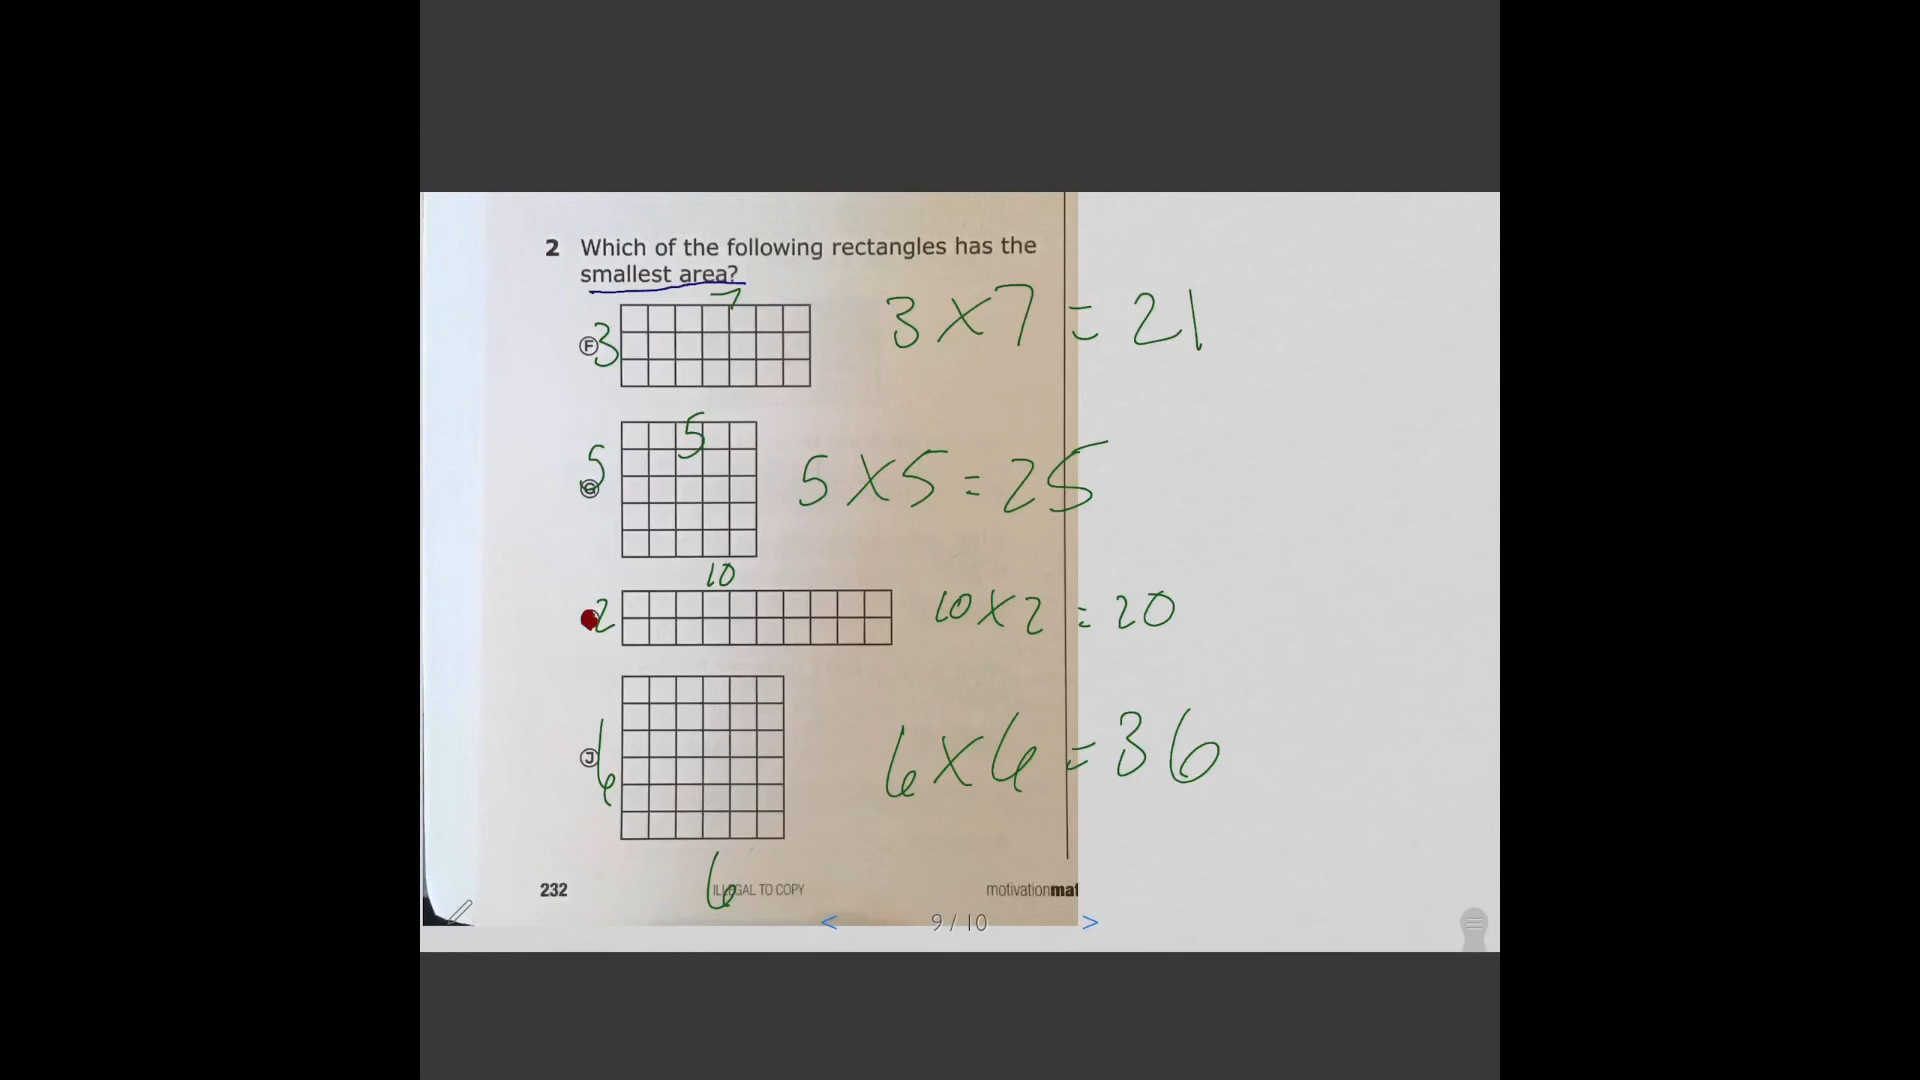 2 Which of the following rectangles has the
smallest area?
7
F 3
3 X 7 = 21
5
G 5
5 X 5 = 25
10
2
10 X 2 = 20
J 6
6 X 6 = 36
6
232 ILLEGAL TO COPY motivationmat
< 9 / 10 >